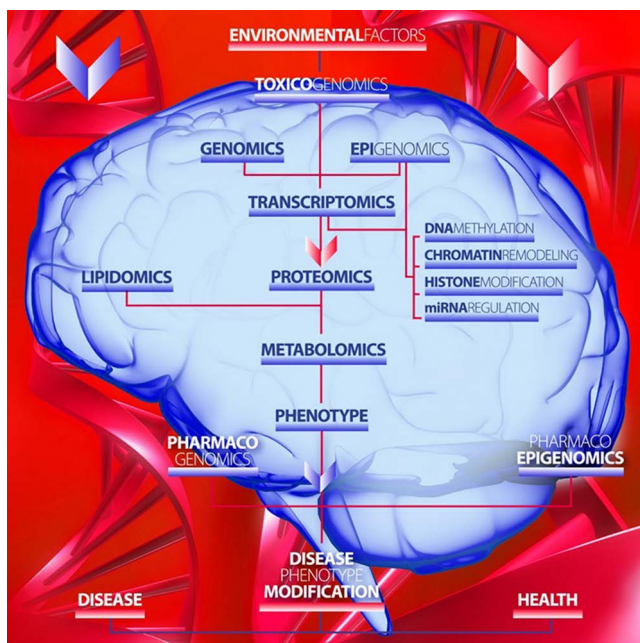 ENVIRONMENTALFACTORS
TOXICOGENOMICS
GENOMICS
EPIGENOMICS
TRANSCRIPTOMICS
DNAMETHYLATION
CHROMATINREMODELING
HISTONEMODIFICATION
miRNAREGULATION
LIPIDOMICS
PROTEOMICS
METABOLOMICS
PHENOTYPE
PHARMACO
GENOMICS
PHARMACO
EPIGENOMICS
DISEASE
PHENOTYPE
MODIFICATION
DISEASE
HEALTH